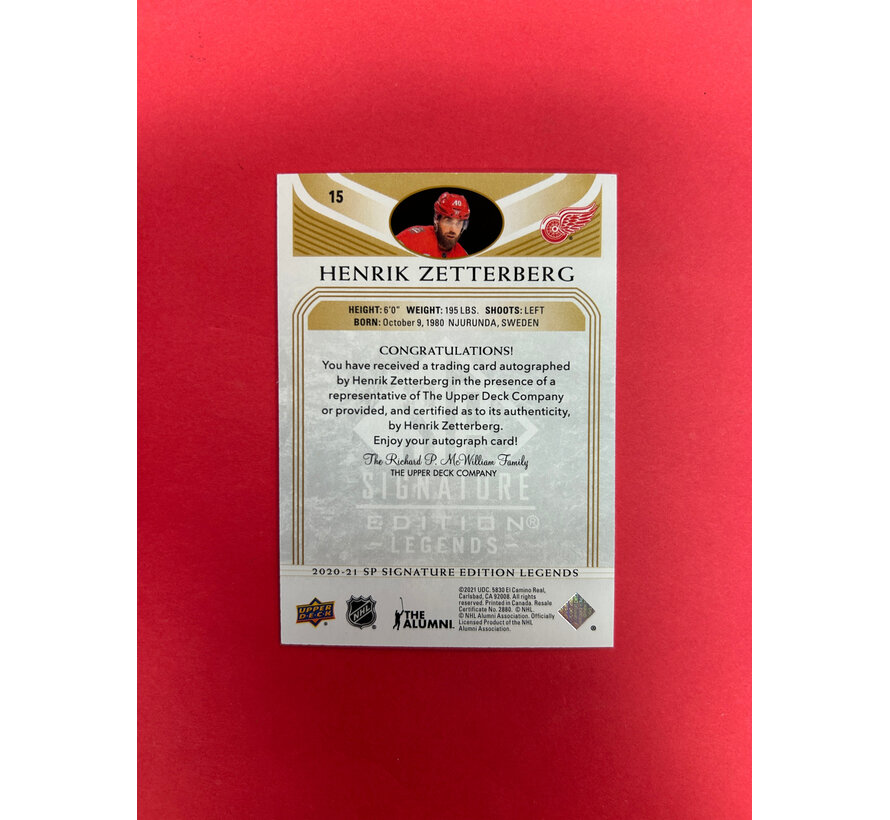 15
40
HENRIK ZETTERBERG
HEIGHT: 6'0" WEIGHT: 195 LBS. SHOOTS: LEFT
BORN: October 9, 1980 NJURUNDA, SWEDEN
CONGRATULATIONS!
You have received a trading card autographed
by Henrik Zetterberg in the presence of a
representative of The Upper Deck Company
or provided, and certified as to its authenticity,
by Henrik Zetterberg.
Enjoy your autograph card!
The Richard P. McWilliam Family
THE UPPER DECK COMPANY
SIGNATURE
EDITION®
LEGENDS
2020-21 SP SIGNATURE EDITION LEGENDS
UPPER
DECK
NHL
THE
ALUMNI
©2021 UDC. 5830 El Camino Real,
Carlsbad, CA 92008. All rights
reserved. Printed in Canada. Resale
Certificate No. 2880. © NHL.
© NHL Alumni Association. Officially
Licensed Product of the NHL
Alumni Association.